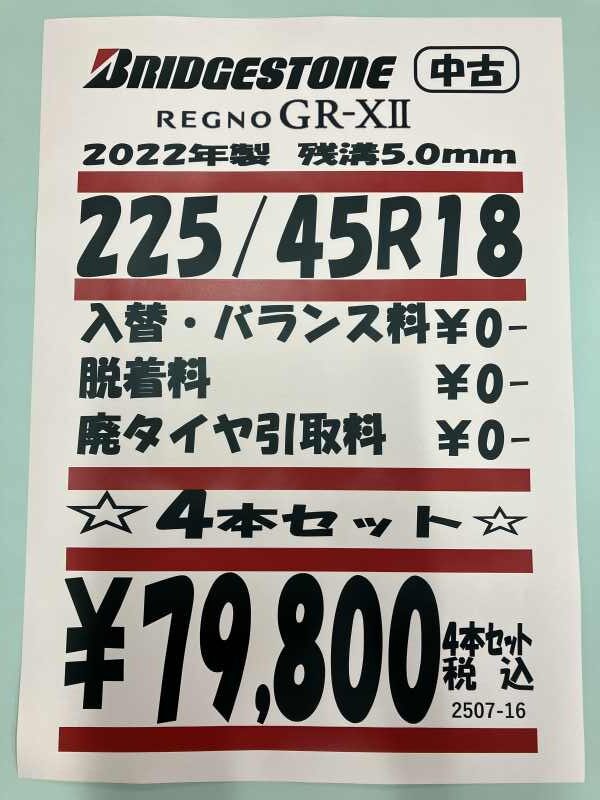 BRIDGESTONE 中古
REGNO GR-XⅡ
2022年製 残溝5.0mm
225/45R18
入替・バランス料¥0-
脱着料 ¥0-
廃タイヤ引取料 ¥0-
☆4本セット☆
¥79,800 4本セット
税込
2507-16